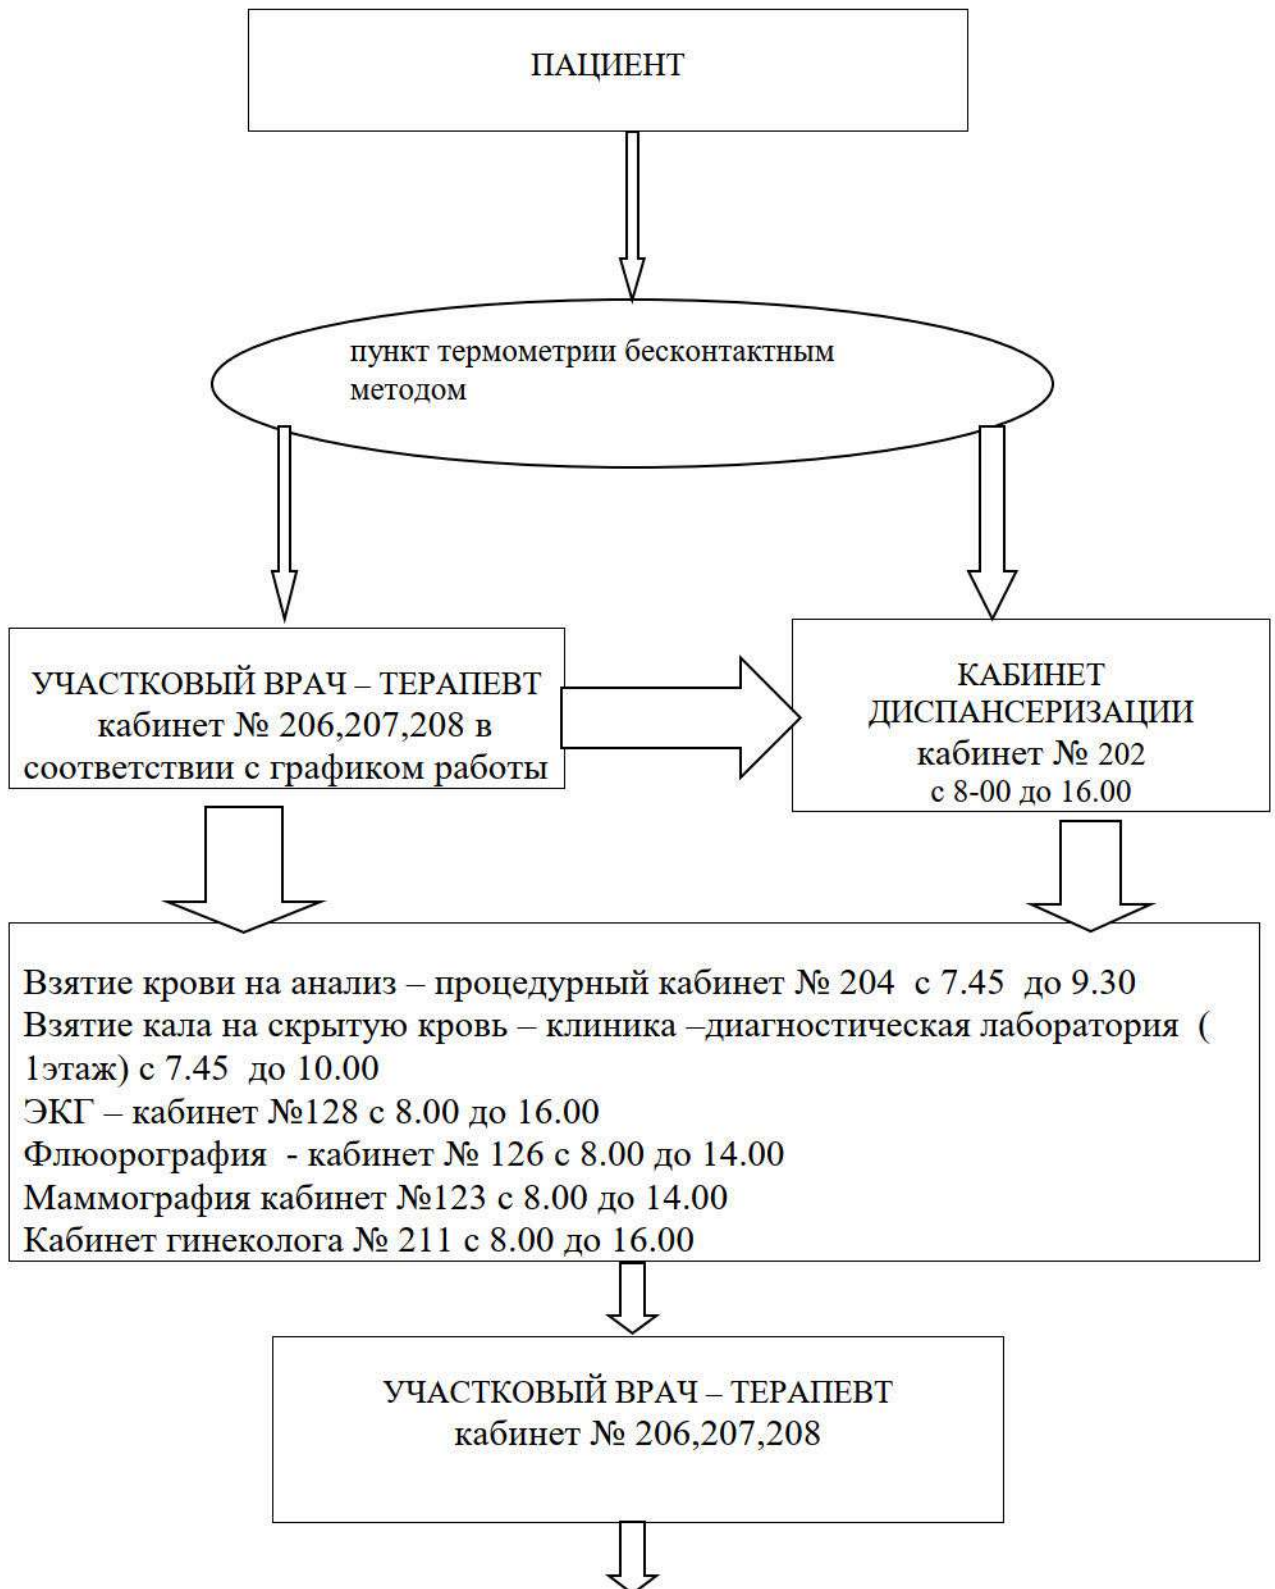 ПАЦИЕНТ
пункт термометрии бесконтактным
методом
УЧАСТКОВЫЙ ВРАЧ – ТЕРАПЕВТ
кабинет № 206,207,208 в
соответствии с графиком работы
КАБИНЕТ
ДИСПАНСЕРИЗАЦИИ
кабинет № 202
с 8-00 до 16.00
Взятие крови на анализ – процедурный кабинет № 204 с 7.45 до 9.30
Взятие кала на скрытую кровь – клиника –диагностическая лаборатория (
1этаж) с 7.45 до 10.00
ЭКГ – кабинет №128 с 8.00 до 16.00
Флюорография - кабинет № 126 с 8.00 до 14.00
Маммография кабинет №123 с 8.00 до 14.00
Кабинет гинеколога № 211 с 8.00 до 16.00
УЧАСТКОВЫЙ ВРАЧ – ТЕРАПЕВТ
кабинет № 206,207,208